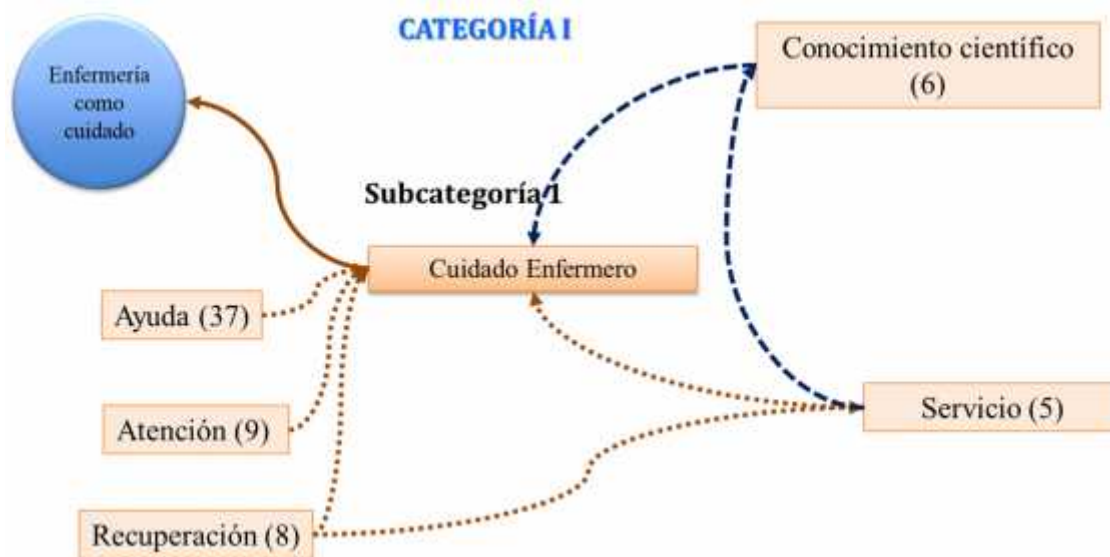 CATEGORÍA I
Enfermería
como
cuidado
Conocimiento científico
(6)
Subcategoría 1
Cuidado Enfermero
Ayuda (37)
Atención (9)
Servicio (5)
Recuperación (8)